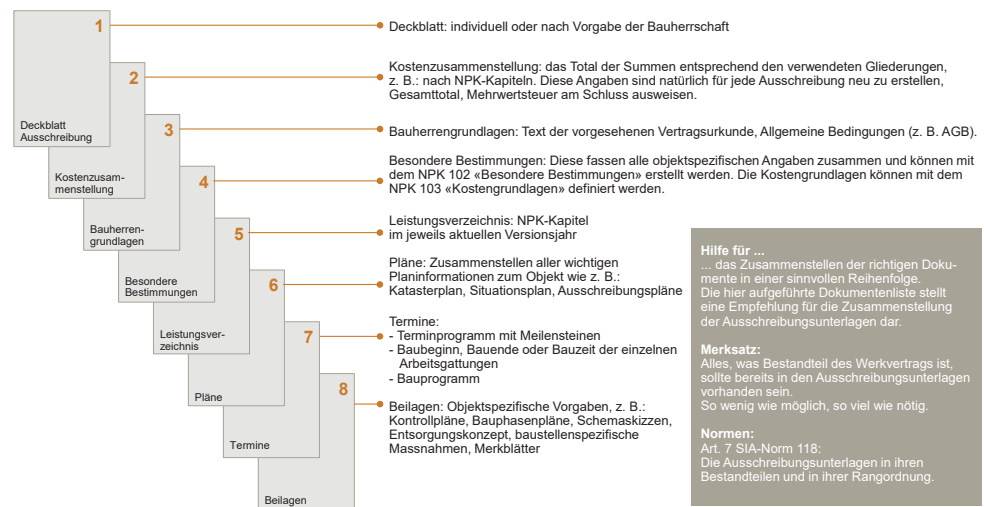 1
Deckblatt
Ausschreibung
Deckblatt: individuell oder nach Vorgabe der Bauherrschaft
2
Kostenzusam-
menstellung
Kostenzusammenstellung: das Total der Summen entsprechend den verwendeten Gliederungen,
z. B.: nach NPK-Kapiteln. Diese Angaben sind natürlich für jede Ausschreibung neu zu erstellen,
Gesamttotal, Mehrwertsteuer am Schluss ausweisen.
3
Bauherren-
grundlagen
Bauherrengrundlagen: Text der vorgesehenen Vertragsurkunde, Allgemeine Bedingungen (z. B. AGB).
4
Besondere
Bestimmungen
Besondere Bestimmungen: Diese fassen alle objektspezifischen Angaben zusammen und können mit
dem NPK 102 «Besondere Bestimmungen» erstellt werden. Die Kostengrundlagen können mit dem
NPK 103 «Kostengrundlagen» definiert werden.
5
Leistungsver-
zeichnis
Leistungsverzeichnis: NPK-Kapitel
im jeweils aktuellen Versionsjahr
6
Pläne
Pläne: Zusammenstellen aller wichtigen
Planinformationen zum Objekt wie z. B.:
Katasterplan, Situationsplan, Ausschreibungspläne
7
Termine
Termine:
- Terminprogramm mit Meilensteinen
- Baubeginn, Bauende oder Bauzeit der einzelnen
Arbeitsgattungen
- Bauprogramm
8
Beilagen
Beilagen: Objektspezifische Vorgaben, z. B.:
Kontrollpläne, Bauphasenpläne, Schemaskizzen,
Entsorgungskonzept, baustellenspezifische
Massnahmen, Merkblätter
Hilfe für ...
... das Zusammenstellen der richtigen Doku-
mente in einer sinnvollen Reihenfolge.
Die hier aufgeführte Dokumentenliste stellt
eine Empfehlung für die Zusammenstellung
der Ausschreibungsunterlagen dar.
Merksatz:
Alles, was Bestandteil des Werkvertrags ist,
sollte bereits in den Ausschreibungsunterlagen
vorhanden sein.
So wenig wie möglich, so viel wie nötig.
Normen:
Art. 7 SIA-Norm 118:
Die Ausschreibungsunterlagen in ihren
Bestandteilen und in ihrer Rangordnung.